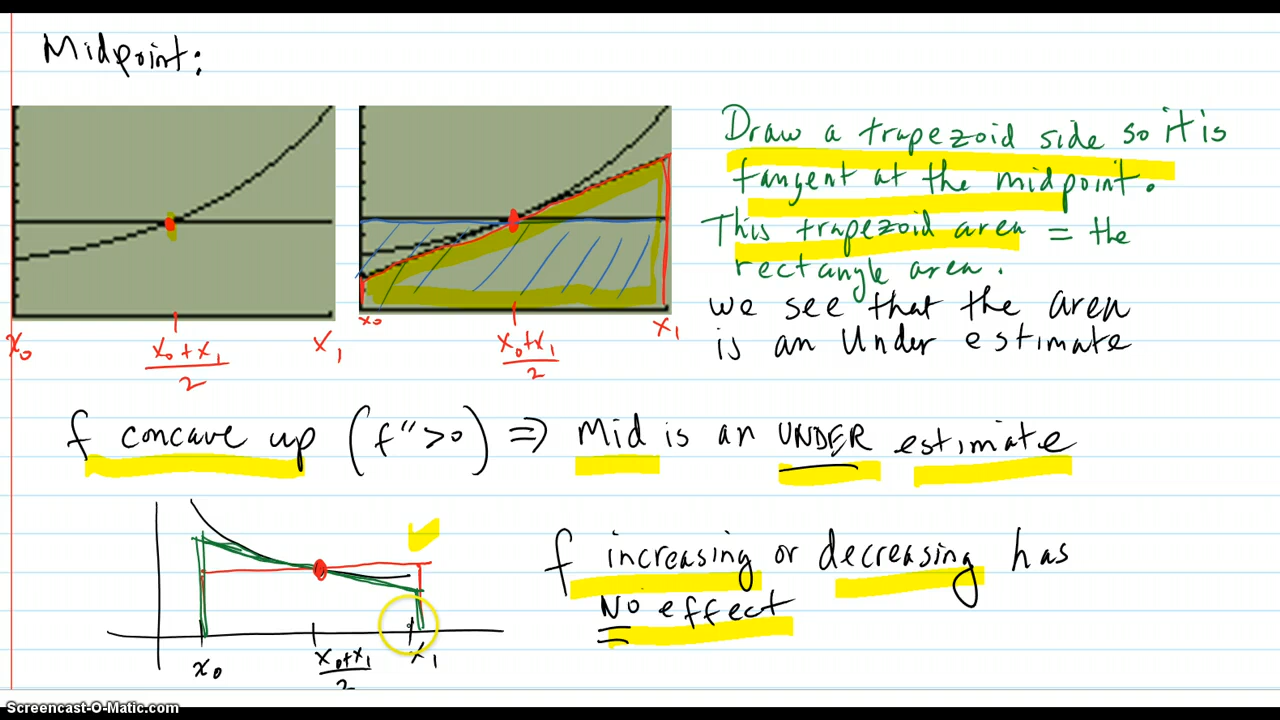 Midpoint:
Draw a trapezoid side so it is
tangent at the midpoint.
This trapezoid area = the
rectangle area.
we see that the area
is an Under estimate
x₀
x₀+x₁
2
x₁
x₀
x₀+x₁
2
x₁
f concave up (f″>0) ⇒ Mid is an UNDER estimate
f increasing or decreasing has
NO effect
x₀
x₀+x₁
2
x₁
Screencast-O-Matic.com